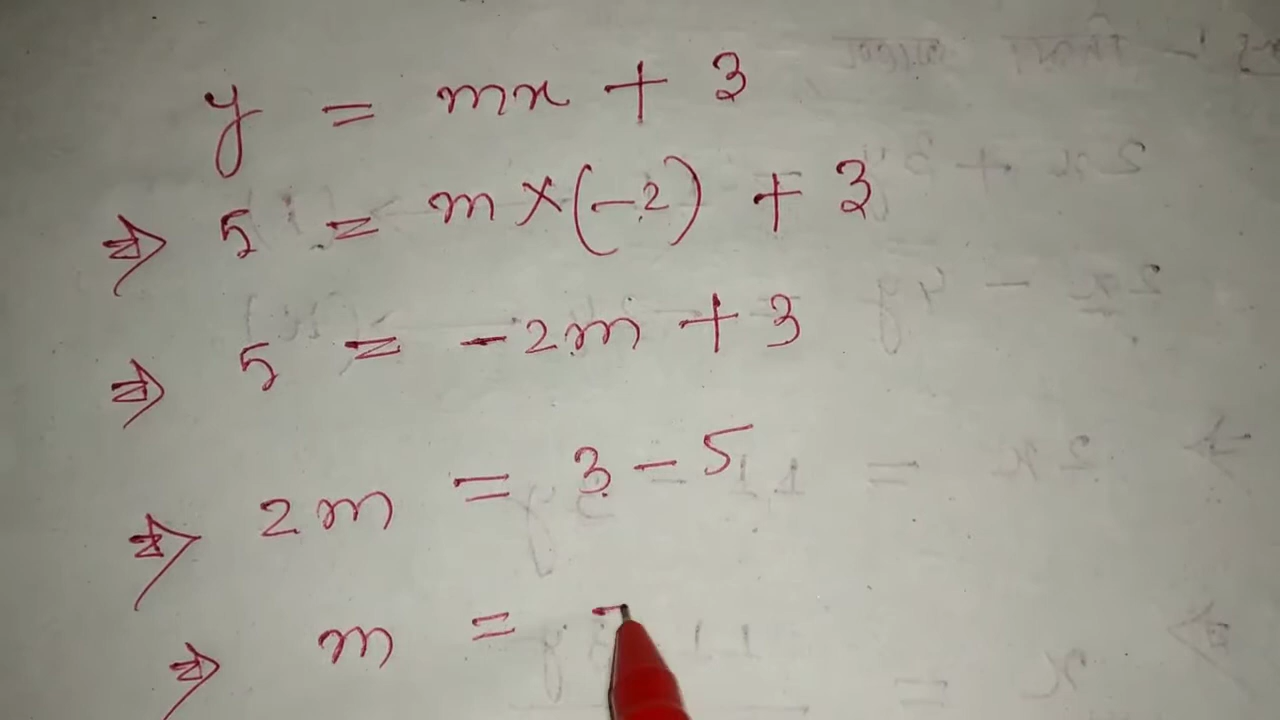 y = mx + 3
⇒ 5 = m×(-2) + 3
⇒ 5 = -2m + 3
⇒ 2m = 3 - 5
⇒ m = -